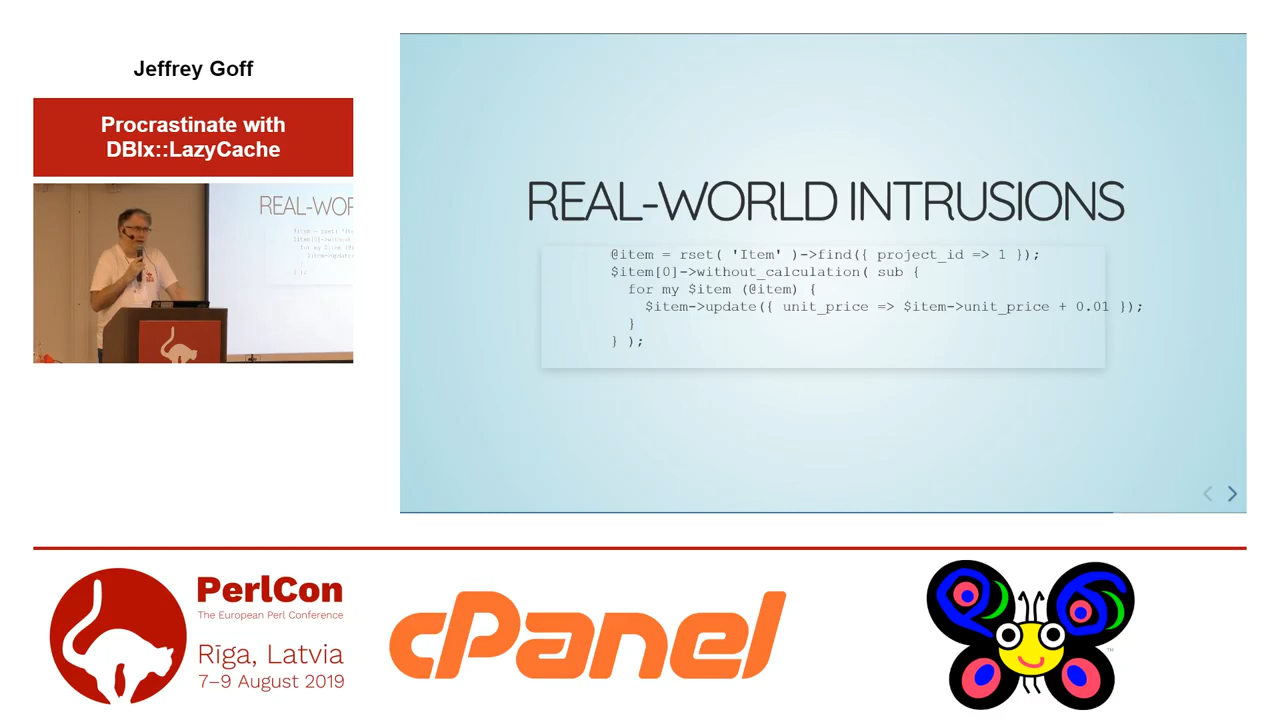 Jeffrey Goff
Procrastinate with
DBIx::LazyCache
REAL-WOR
REAL-WORLD INTRUSIONS
@item = rset( 'Item' )->find({ project_id => 1 });
$item[0]->without_calculation( sub {
for my $item (@item) {
$item->update({ unit_price => $item->unit_price + 0.01 });
}
} );
PerlCon
The European Perl Conference
Rīga, Latvia
7–9 August 2019
cPanel
TM